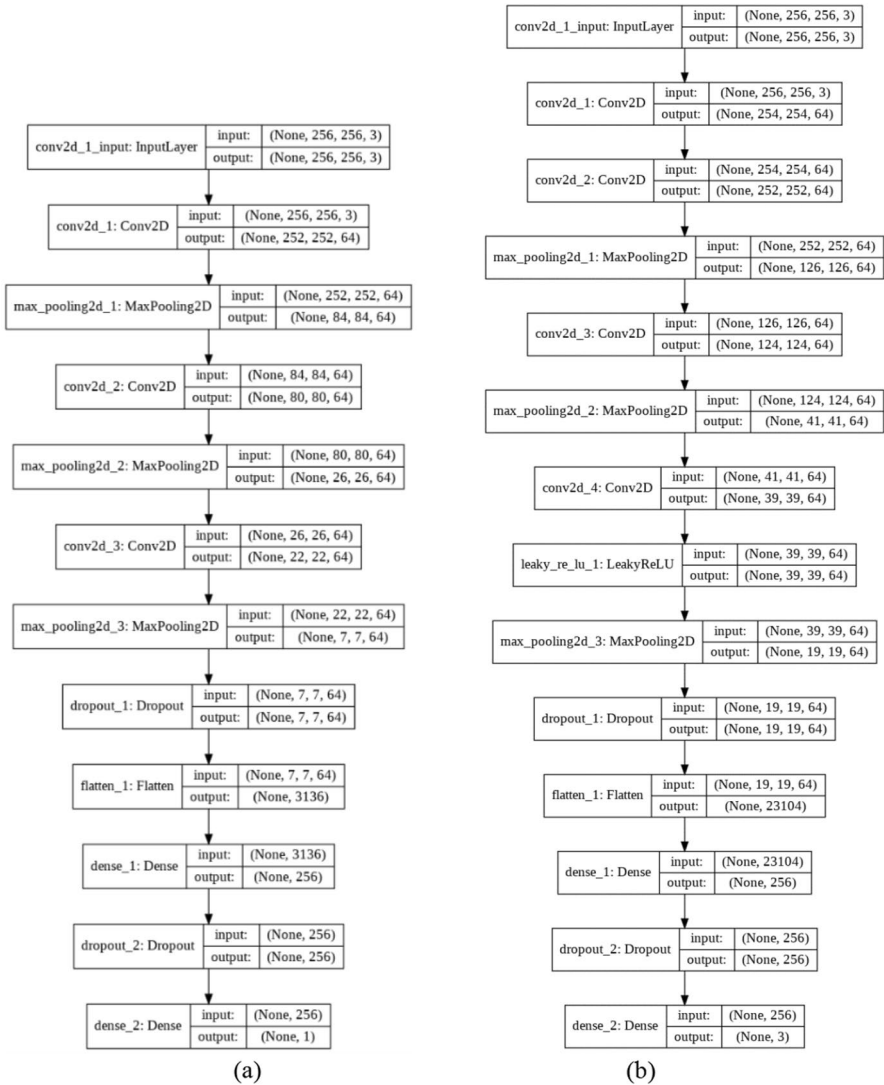 conv2d_1_input: InputLayer
input: (None, 256, 256, 3)
output: (None, 256, 256, 3)
conv2d_1: Conv2D
input: (None, 256, 256, 3)
output: (None, 252, 252, 64)
max_pooling2d_1: MaxPooling2D
input: (None, 252, 252, 64)
output: (None, 84, 84, 64)
conv2d_2: Conv2D
input: (None, 84, 84, 64)
output: (None, 80, 80, 64)
max_pooling2d_2: MaxPooling2D
input: (None, 80, 80, 64)
output: (None, 26, 26, 64)
conv2d_3: Conv2D
input: (None, 26, 26, 64)
output: (None, 22, 22, 64)
max_pooling2d_3: MaxPooling2D
input: (None, 22, 22, 64)
output: (None, 7, 7, 64)
dropout_1: Dropout
input: (None, 7, 7, 64)
output: (None, 7, 7, 64)
flatten_1: Flatten
input: (None, 7, 7, 64)
output: (None, 3136)
dense_1: Dense
input: (None, 3136)
output: (None, 256)
dropout_2: Dropout
input: (None, 256)
output: (None, 256)
dense_2: Dense
input: (None, 256)
output: (None, 1)
(a)
conv2d_1_input: InputLayer
input: (None, 256, 256, 3)
output: (None, 256, 256, 3)
conv2d_1: Conv2D
input: (None, 256, 256, 3)
output: (None, 254, 254, 64)
conv2d_2: Conv2D
input: (None, 254, 254, 64)
output: (None, 252, 252, 64)
max_pooling2d_1: MaxPooling2D
input: (None, 252, 252, 64)
output: (None, 126, 126, 64)
conv2d_3: Conv2D
input: (None, 126, 126, 64)
output: (None, 124, 124, 64)
max_pooling2d_2: MaxPooling2D
input: (None, 124, 124, 64)
output: (None, 41, 41, 64)
conv2d_4: Conv2D
input: (None, 41, 41, 64)
output: (None, 39, 39, 64)
leaky_re_lu_1: LeakyReLU
input: (None, 39, 39, 64)
output: (None, 39, 39, 64)
max_pooling2d_3: MaxPooling2D
input: (None, 39, 39, 64)
output: (None, 19, 19, 64)
dropout_1: Dropout
input: (None, 19, 19, 64)
output: (None, 19, 19, 64)
flatten_1: Flatten
input: (None, 19, 19, 64)
output: (None, 23104)
dense_1: Dense
input: (None, 23104)
output: (None, 256)
dropout_2: Dropout
input: (None, 256)
output: (None, 256)
dense_2: Dense
input: (None, 256)
output: (None, 3)
(b)